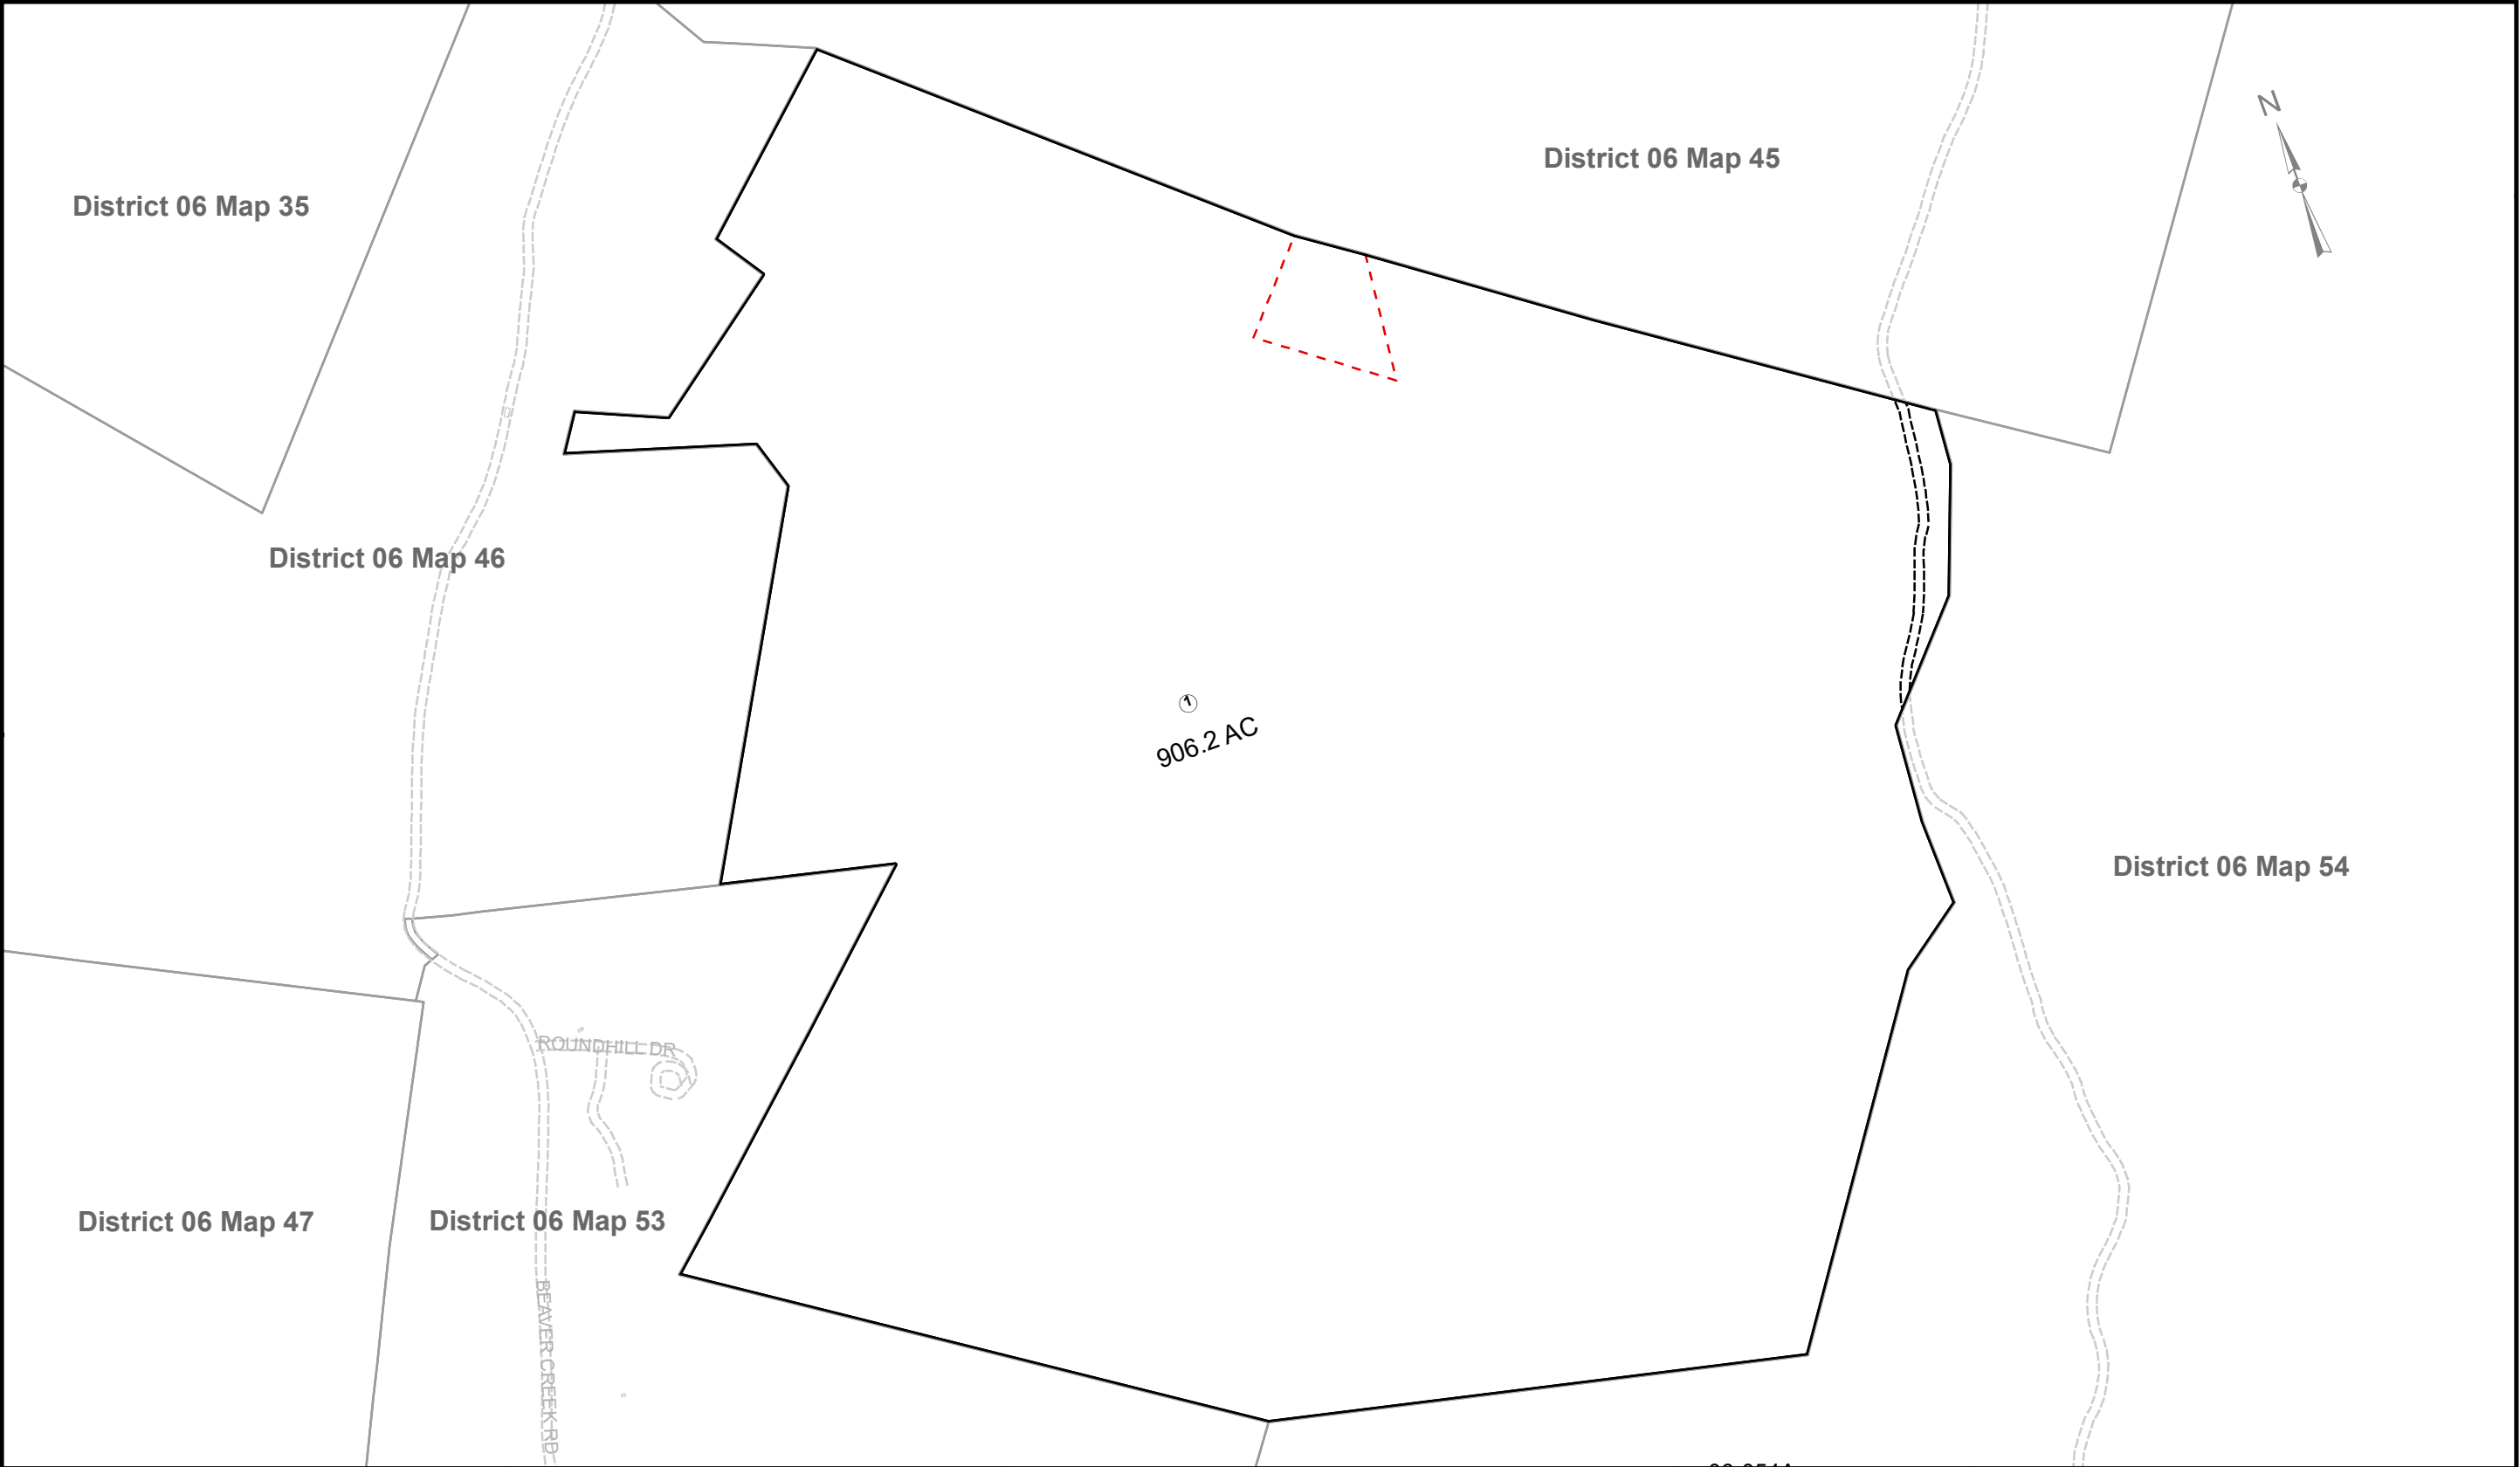 N
District 06 Map 45
District 06 Map 35
District 06 Map 46
1
906.2 AC
District 06 Map 54
ROUNDHILL DR
District 06 Map 47
District 06 Map 53
BEAVER CREEK RD